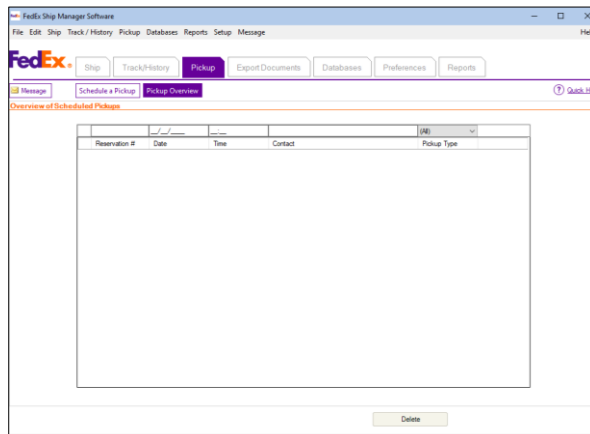 FedEx Ship Manager Software
File Edit Ship Track / History Pickup Databases Reports Setup Message
FedEx Ship Track/History Pickup Export Documents Databases Preferences Reports
Message Schedule a Pickup Pickup Overview ? Quick H
Overview of Scheduled Pickups
__/__/____ __:__ (All)
Reservation # Date Time Contact Pickup Type
Delete